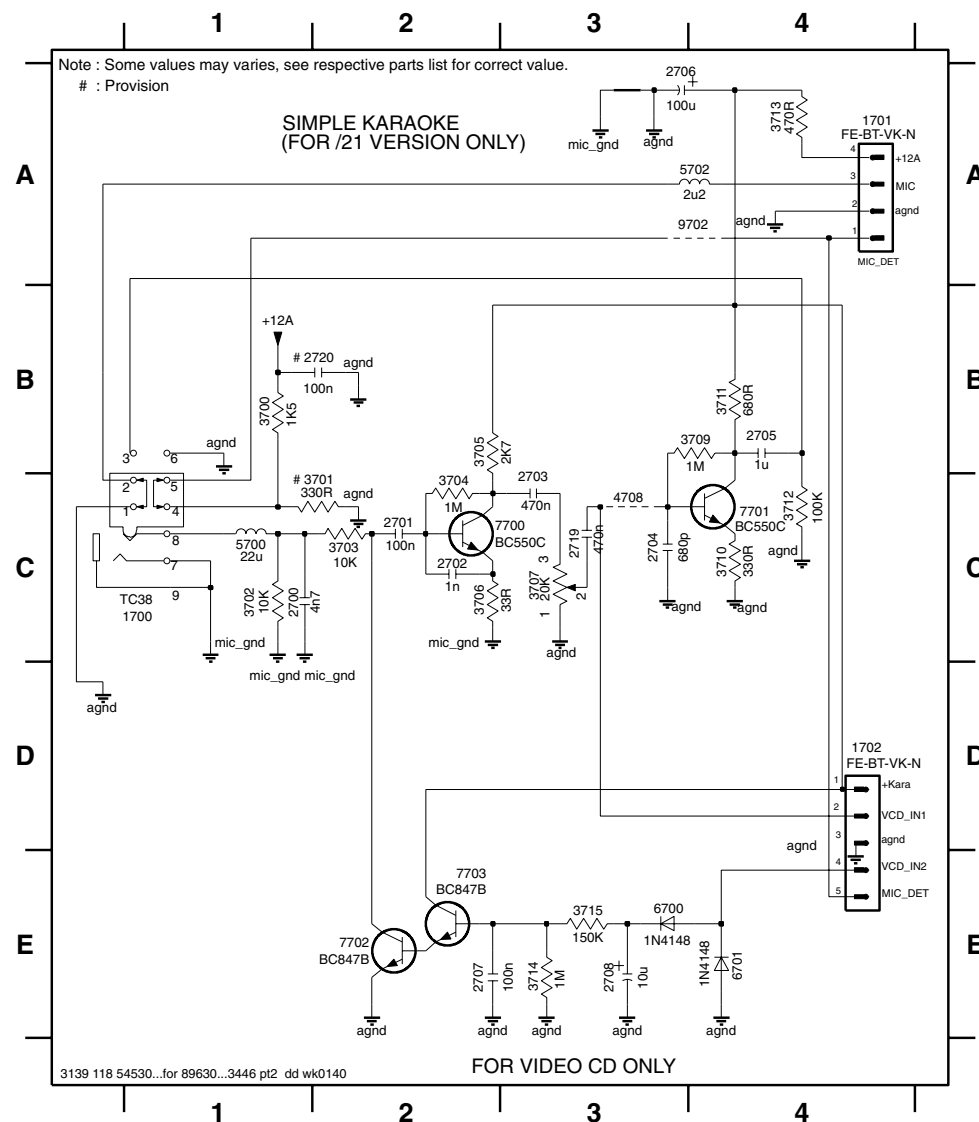 1 2 3 4
Note : Some values may varies, see respective parts list for correct value.
# : Provision
SIMPLE KARAOKE
(FOR /21 VERSION ONLY)
A
A
2706
+
100u
mic_gnd
agnd
3713
470R
1701
FE-BT-VK-N
4
+12A
3
MIC
2
agnd
1
MIC_DET
5702
2u2
agnd
9702
B
B
+12A
# 2720
agnd
100n
3700
1K5
3705
2K7
3711
680R
3709
1M
2705
1u
3 6
agnd
2 5
1 4
8
7
9
TC38
1700
C
C
# 3701
330R
agnd
3704
1M
2703
470n
4708
7701
BC550C
3712
100K
agnd
5700
22u
3703
10K
2701
100n
7700
BC550C
2702
1n
2719
470n
2704
680p
3710
330R
3702
10K
2700
4n7
3706
33R
3707
20K
3
1
2
agnd
agnd
mic_gnd
mic_gnd
agnd
mic_gnd mic_gnd
agnd
D
D
1702
FE-BT-VK-N
1
+Kara
2
VCD_IN1
3
agnd
agnd
4
VCD_IN2
5
MIC_DET
E
E
7703
BC847B
7702
BC847B
3715
150K
6700
1N4148
1N4148
6701
2707
100n
3714
1M
2708
+
10u
agnd
agnd
agnd
agnd
agnd
FOR VIDEO CD ONLY
3139 118 54530...for 89630...3446 pt2 dd wk0140
1 2 3 4